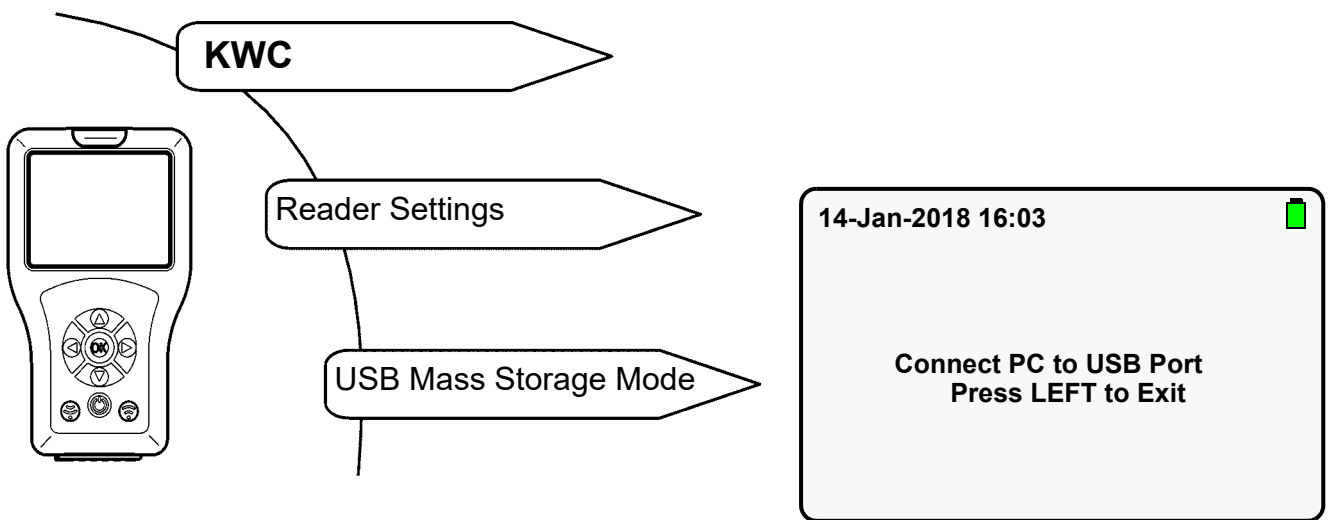 KWC
Reader Settings
USB Mass Storage Mode
OK
14-Jan-2018 16:03
Connect PC to USB Port
Press LEFT to Exit